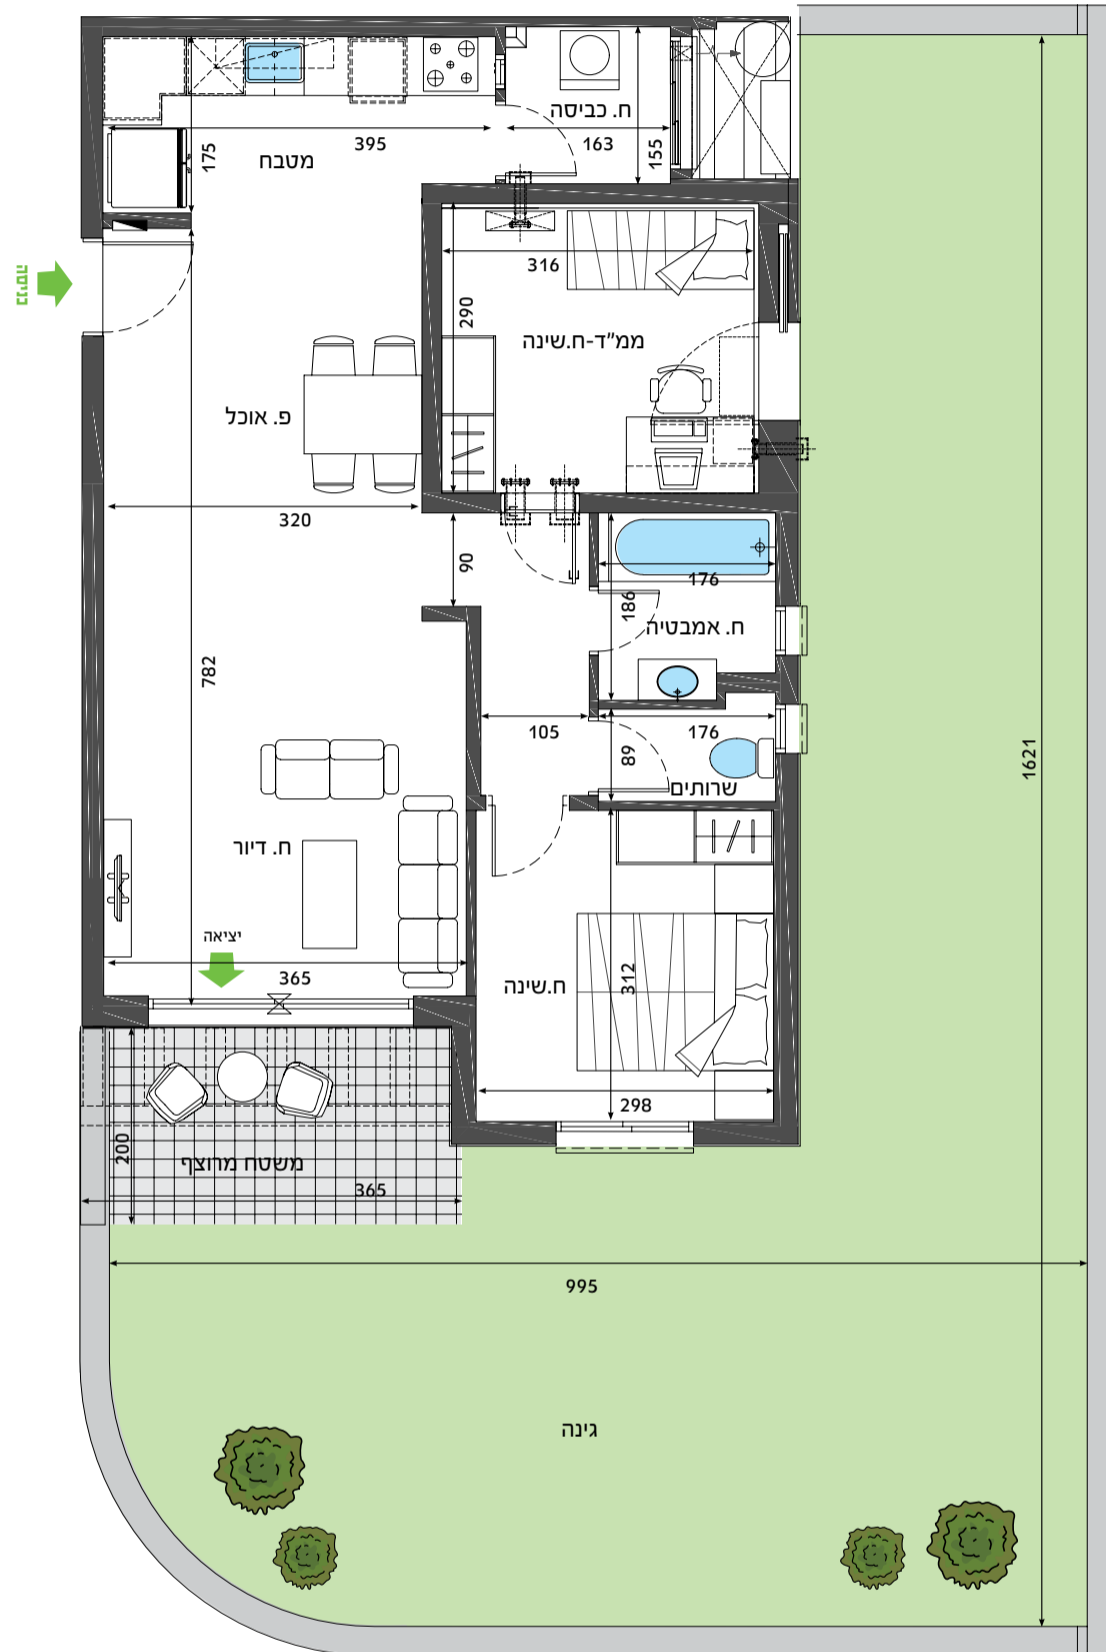 ח. כביסה
163
155
395
175
מטבח
כניסה
316
290
ממ"ד-ח.שינה
פ. אוכל
320
90
176
186
ח. אמבטיה
782
105
176
89
שרותים
1621
ח. דיור
יציאה
365
ח.שינה
312
298
200
משטח מרוצף
365
995
גינה